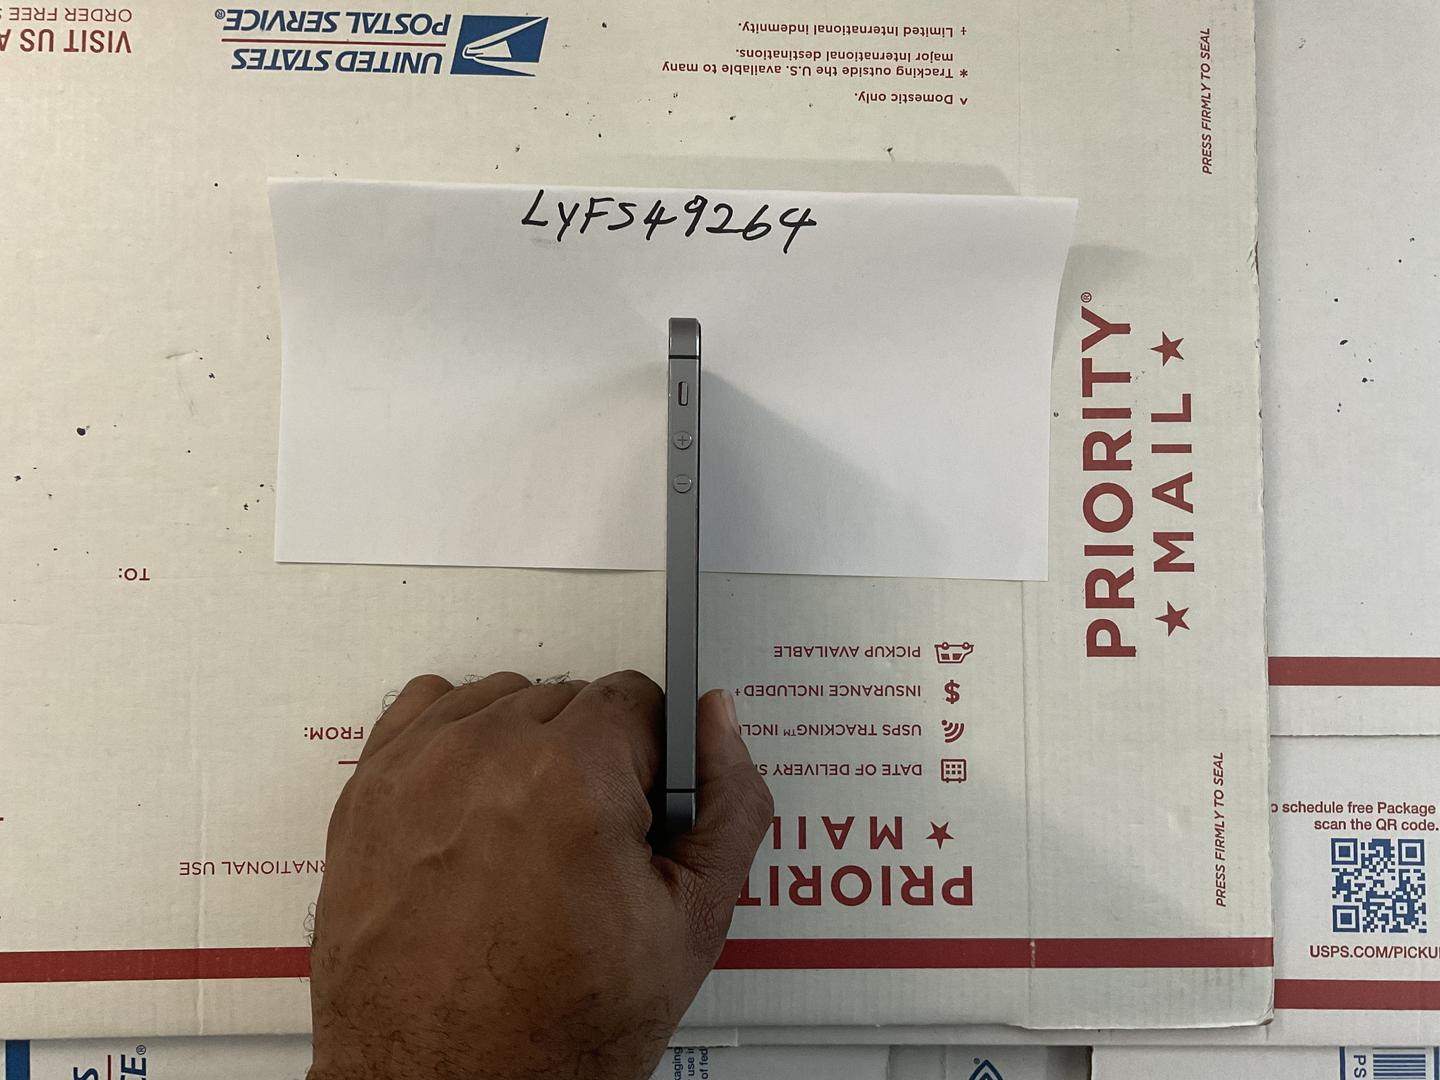 VISIT US A
ORDER FREE S
UNITED STATES
POSTAL SERVICE®
^ Domestic only.
* Tracking outside the U.S. available to many
major international destinations.
‡ Limited International indemnity.
PRESS FIRMLY TO SEAL
LYFS49264
PRIORITY®
★ MAIL ★
TO:
FROM:
PICKUP AVAILABLE
$ INSURANCE INCLUDED
USPS TRACKING™ INCL
DATE OF DELIVERY
PRIORIT
MAIL ★
RNATIONAL USE
PRESS FIRMLY TO SEAL
schedule free Package
scan the QR code.
USPS.COM/PICKU
PS